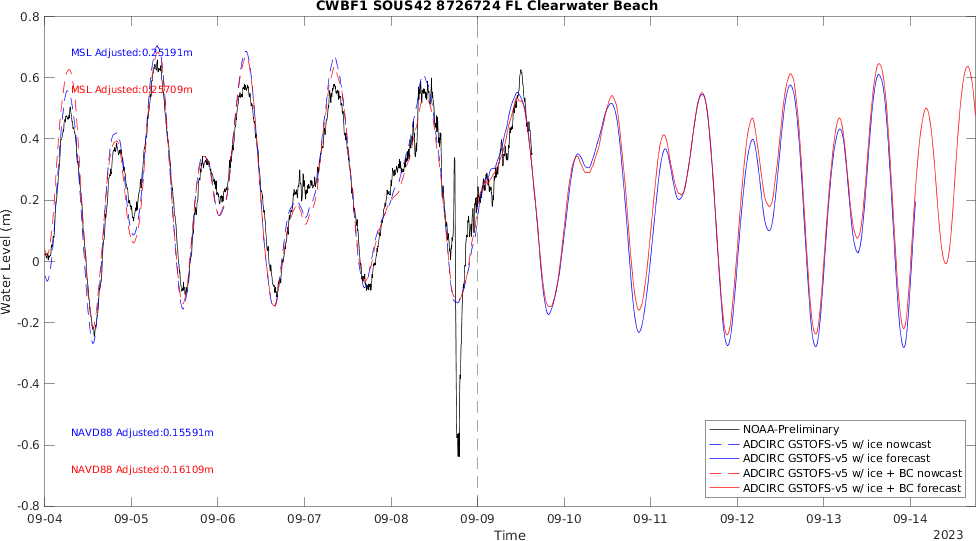 CWBF1 SOUS42 8726724 FL Clearwater Beach
0.8
0.6
0.4
0.2
0
-0.2
-0.4
-0.6
-0.8
Water Level (m)
MSL Adjusted:0.25191m
MSL Adjusted:0.25709m
NAVD88 Adjusted:0.15591m
NAVD88 Adjusted:0.16109m
NOAA-Preliminary
ADCIRC GSTOFS-v5 w/ ice nowcast
ADCIRC GSTOFS-v5 w/ ice forecast
ADCIRC GSTOFS-v5 w/ ice + BC nowcast
ADCIRC GSTOFS-v5 w/ ice + BC forecast
09-04 09-05 09-06 09-07 09-08 09-09 09-10 09-11 09-12 09-13 09-14
Time
2023